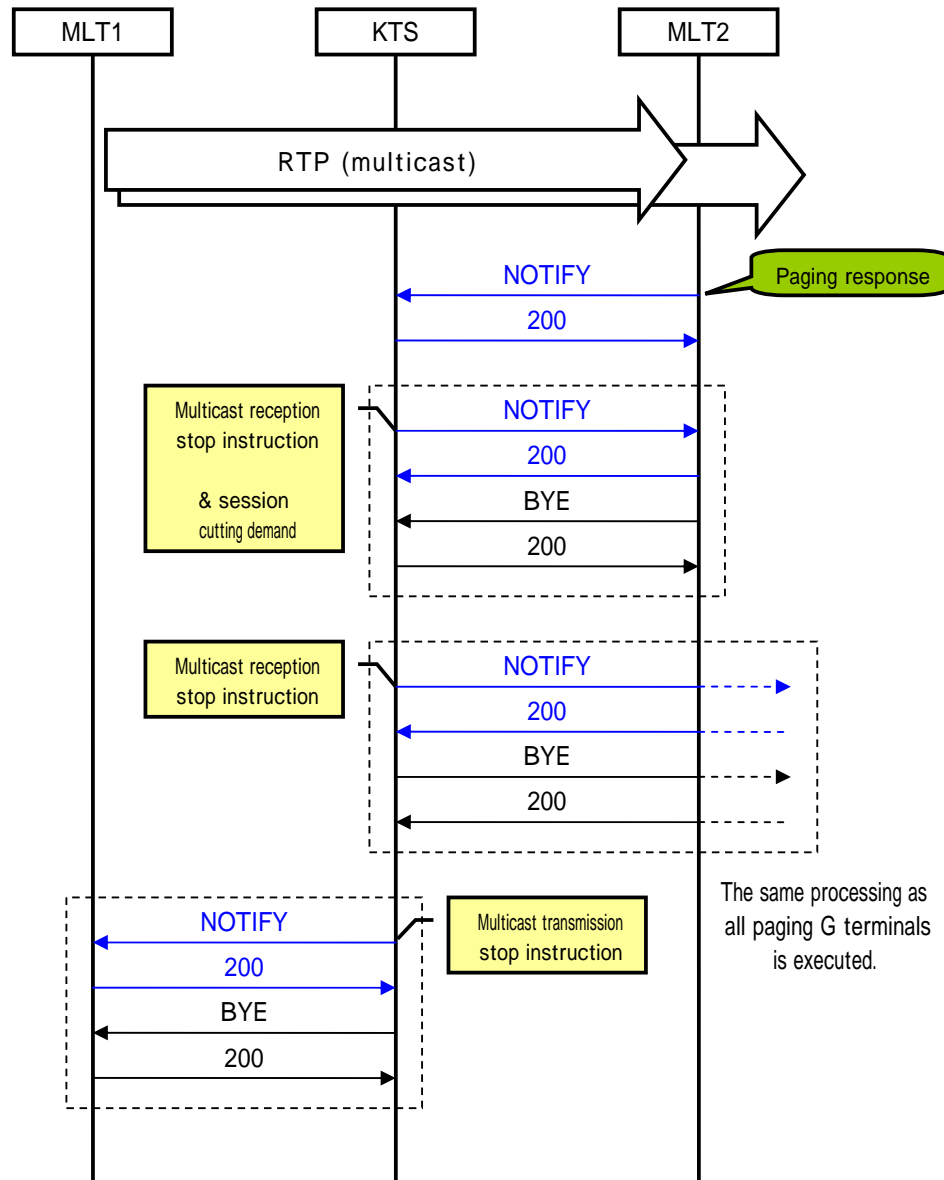 MLT1
KTS
MLT2
RTP (multicast)
Paging response
NOTIFY
200
Multicast reception
stop instruction
& session
cutting demand
NOTIFY
200
BYE
200
Multicast reception
stop instruction
NOTIFY
200
BYE
200
The same processing as
all paging G terminals
is executed.
Multicast transmission
stop instruction
NOTIFY
200
BYE
200